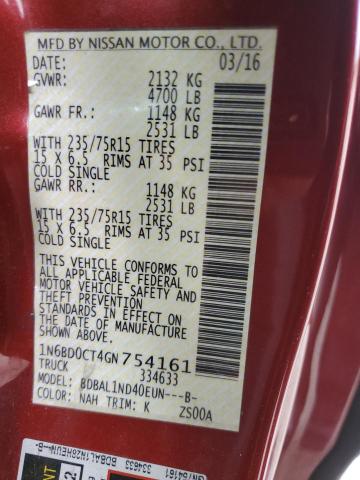 MFD BY NISSAN MOTOR CO., LTD.
DATE: 03/16
GVWR: 2132 KG
4700 LB
GAWR FR.: 1148 KG
2531 LB
WITH 235/75R15 TIRES
15 X 6.5 RIMS AT 35 PSI
COLD SINGLE
GAWR RR.: 1148 KG
2531 LB
WITH 235/75R15 TIRES
15 X 6.5 RIMS AT 35 PSI
COLD SINGLE
THIS VEHICLE CONFORMS TO
ALL APPLICABLE FEDERAL
MOTOR VEHICLE SAFETY AND
THEFT PREVENTION STANDARDS
IN EFFECT ON THE DATE OF
MANUFACTURE SHOWN ABOVE.
1N6BD0CT4GN754161
TRUCK 334633
MODEL: BDBAL1ND40EUN---B-
COLOR: NAH TRIM: K ZS00A
334633